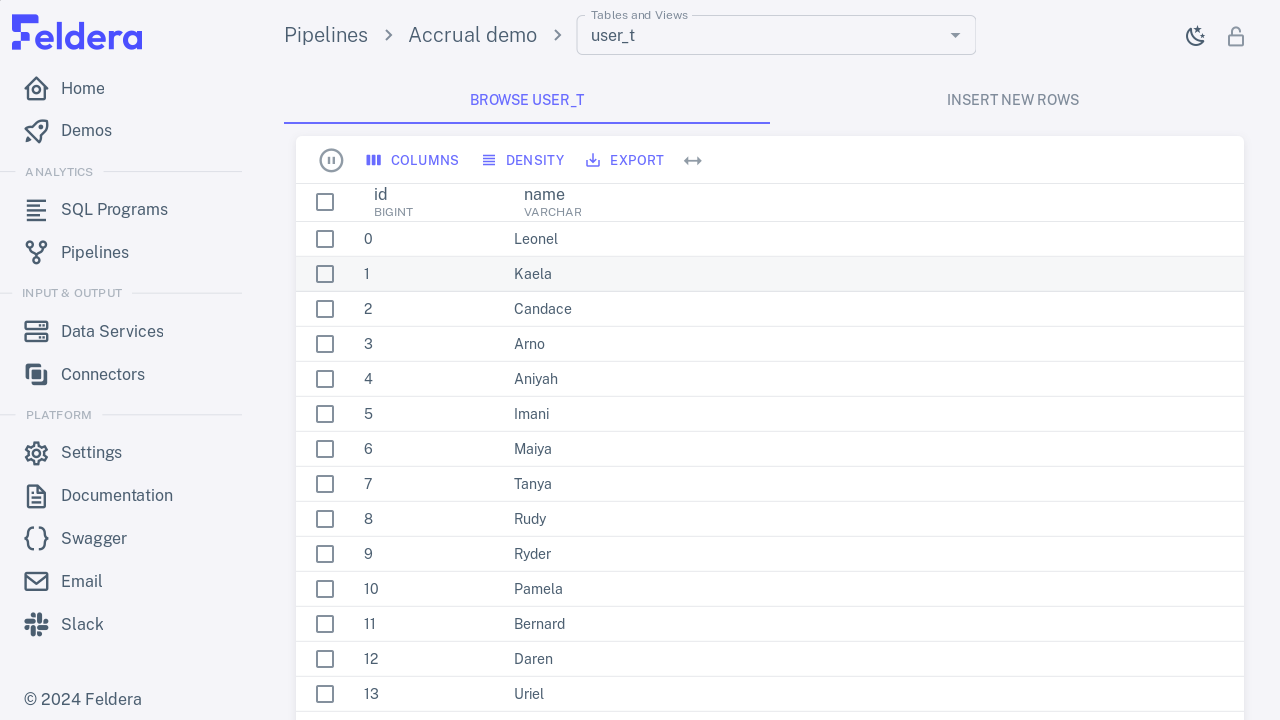 Feldera
Home
Demos
ANALYTICS
SQL Programs
Pipelines
INPUT & OUTPUT
Data Services
Connectors
PLATFORM
Settings
Documentation
Swagger
Email
Slack
© 2024 Feldera
Pipelines > Accrual demo >
Tables and Views
user_t
BROWSE USER_T
INSERT NEW ROWS
COLUMNS DENSITY EXPORT
id name
BIGINT VARCHAR
0 Leonel
1 Kaela
2 Candace
3 Arno
4 Aniyah
5 Imani
6 Maiya
7 Tanya
8 Rudy
9 Ryder
10 Pamela
11 Bernard
12 Daren
13 Uriel